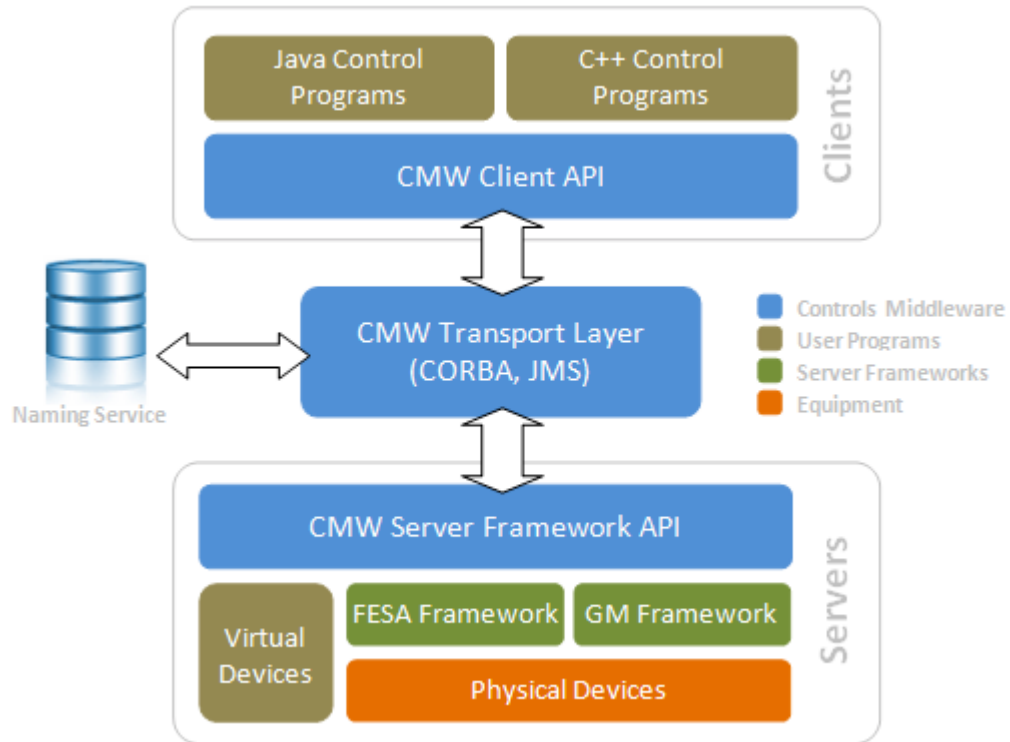 Java Control
Programs
C++ Control
Programs
Clients
CMW Client API
Naming Service
CMW Transport Layer
(CORBA, JMS)
Controls Middleware
User Programs
Server Frameworks
Equipment
CMW Server Framework API
Virtual
Devices
FESA Framework
GM Framework
Physical Devices
Servers